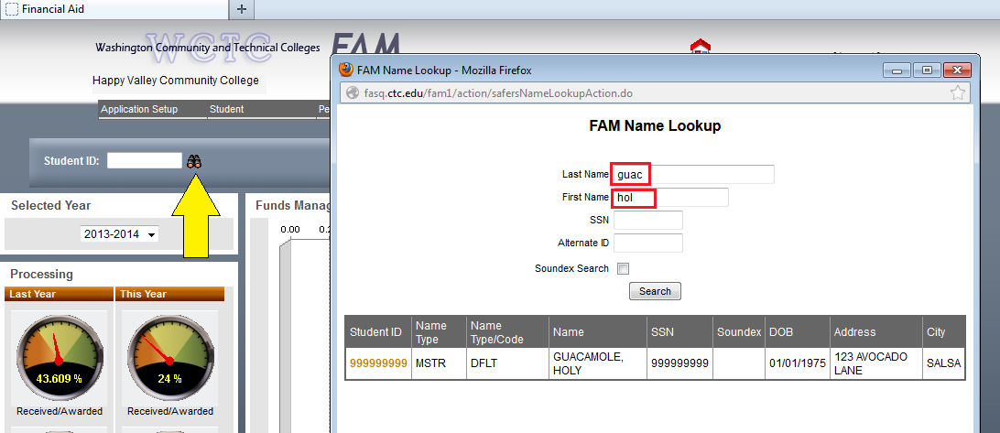 Financial Aid
+
Washington Community and Technical Colleges
WCTC
FAM
Happy Valley Community College
Application Setup Student Pe
Student ID:
Selected Year
2013-2014
Funds Manag
0.00 0.2
Processing
Last Year This Year
43.609 % 24 %
Received/Awarded Received/Awarded
FAM Name Lookup - Mozilla Firefox
fasq.ctc.edu/fam1/action/safersNameLookupAction.do
FAM Name Lookup
Last Name guac
First Name hol
SSN
Alternate ID
Soundex Search
Search
Student ID Name Type Name Type/Code Name SSN Soundex DOB Address City
999999999 MSTR DFLT GUACAMOLE, HOLY 999999999 01/01/1975 123 AVOCADO LANE SALSA